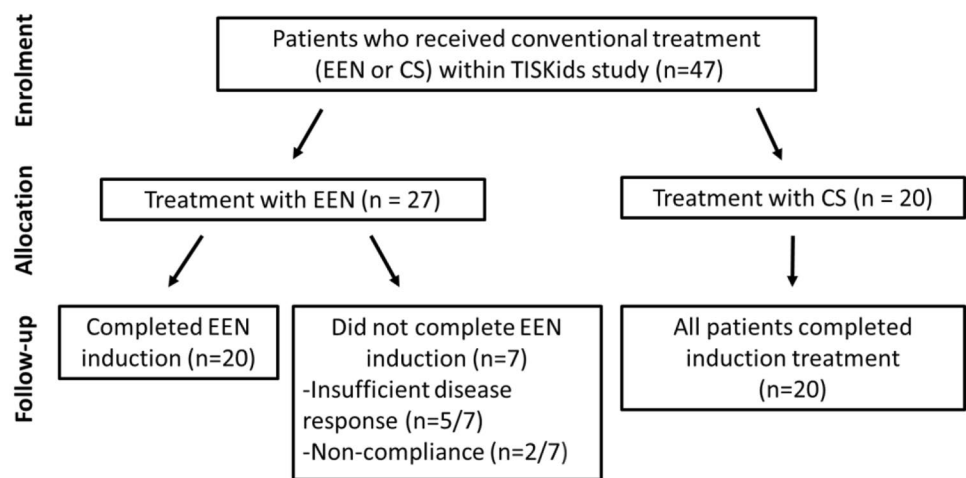 Enrolment
Patients who received conventional treatment
(EEN or CS) within TISKids study (n=47)
Allocation
Treatment with EEN (n = 27)
Treatment with CS (n = 20)
Follow-up
Completed EEN
induction (n=20)
Did not complete EEN
induction (n=7)
-Insufficient disease
response (n=5/7)
-Non-compliance (n=2/7)
All patients completed
induction treatment
(n=20)